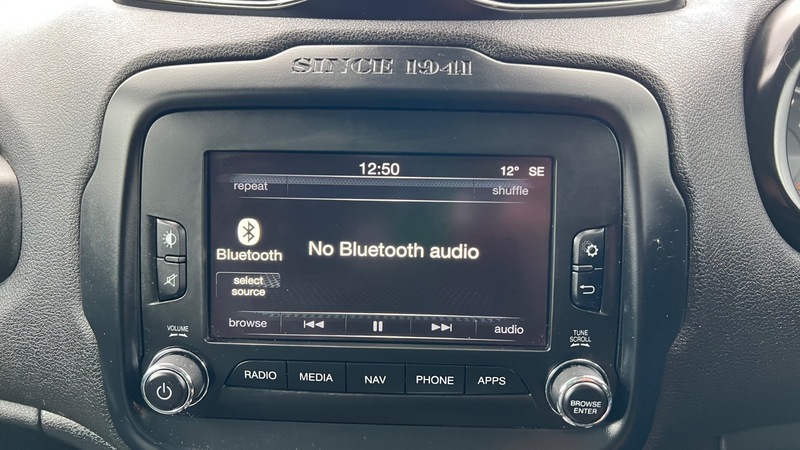 SINCE 1941
12:50 12° SE
repeat shuffle
Bluetooth
No Bluetooth audio
select
source
browse audio
VOLUME
TUNE
SCROLL
RADIO MEDIA NAV PHONE APPS
BROWSE
ENTER